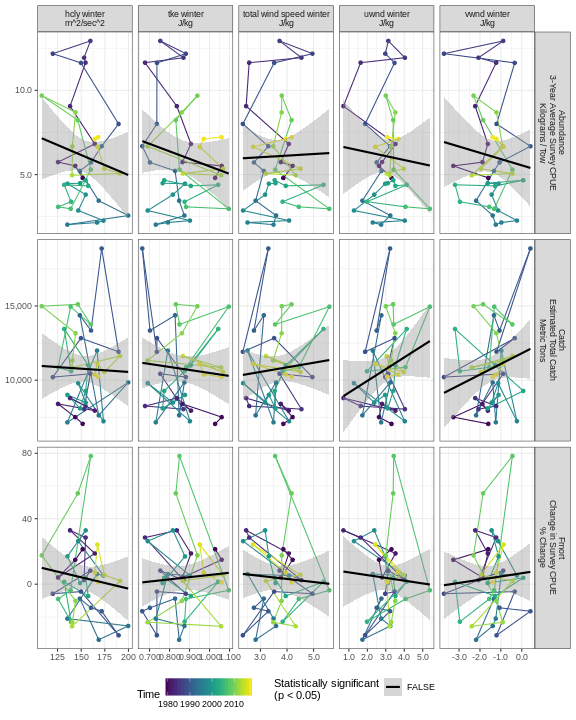 hdly winter
m^2/sec^2
tke winter
J/kg
total wind speed winter
J/kg
uwnd winter
J/kg
vwnd winter
J/kg
10.0
5.0
Abundance
3-Year Average Survey CPUE
Kilograms / Tow
15,000
10,000
Catch
Estimated Total Catch
Metric Tons
80
40
0
Fmort
Change in Survey CPUE
% Change
125 150 175 200
0.700 0.800 0.900 1.000 1.100
3.0 4.0 5.0
1.0 2.0 3.0 4.0 5.0
-3.0 -2.0 -1.0 0.0
Time
1980 1990 2000 2010
Statistically significant
(p < 0.05)
FALSE